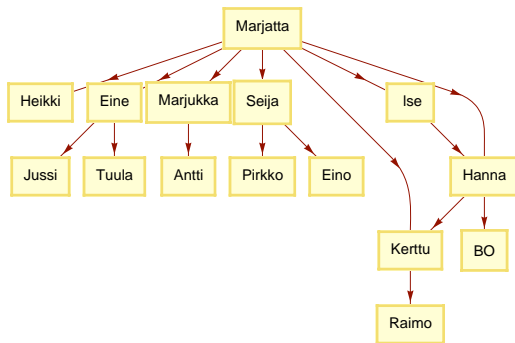 Marjatta
Heikki
Eine
Marjukka
Seija
Ise
Jussi
Tuula
Antti
Pirkko
Eino
Hanna
Kerttu
BO
Raimo